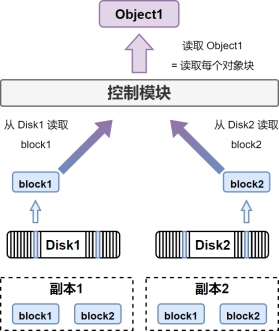 Object1
读取 Object1
= 读取每个对象块
控制模块
从 Disk1 读取
block1
从 Disk2 读取
block2
block1
block2
Disk1
Disk2
副本1
副本2
block1
block2
block1
block2